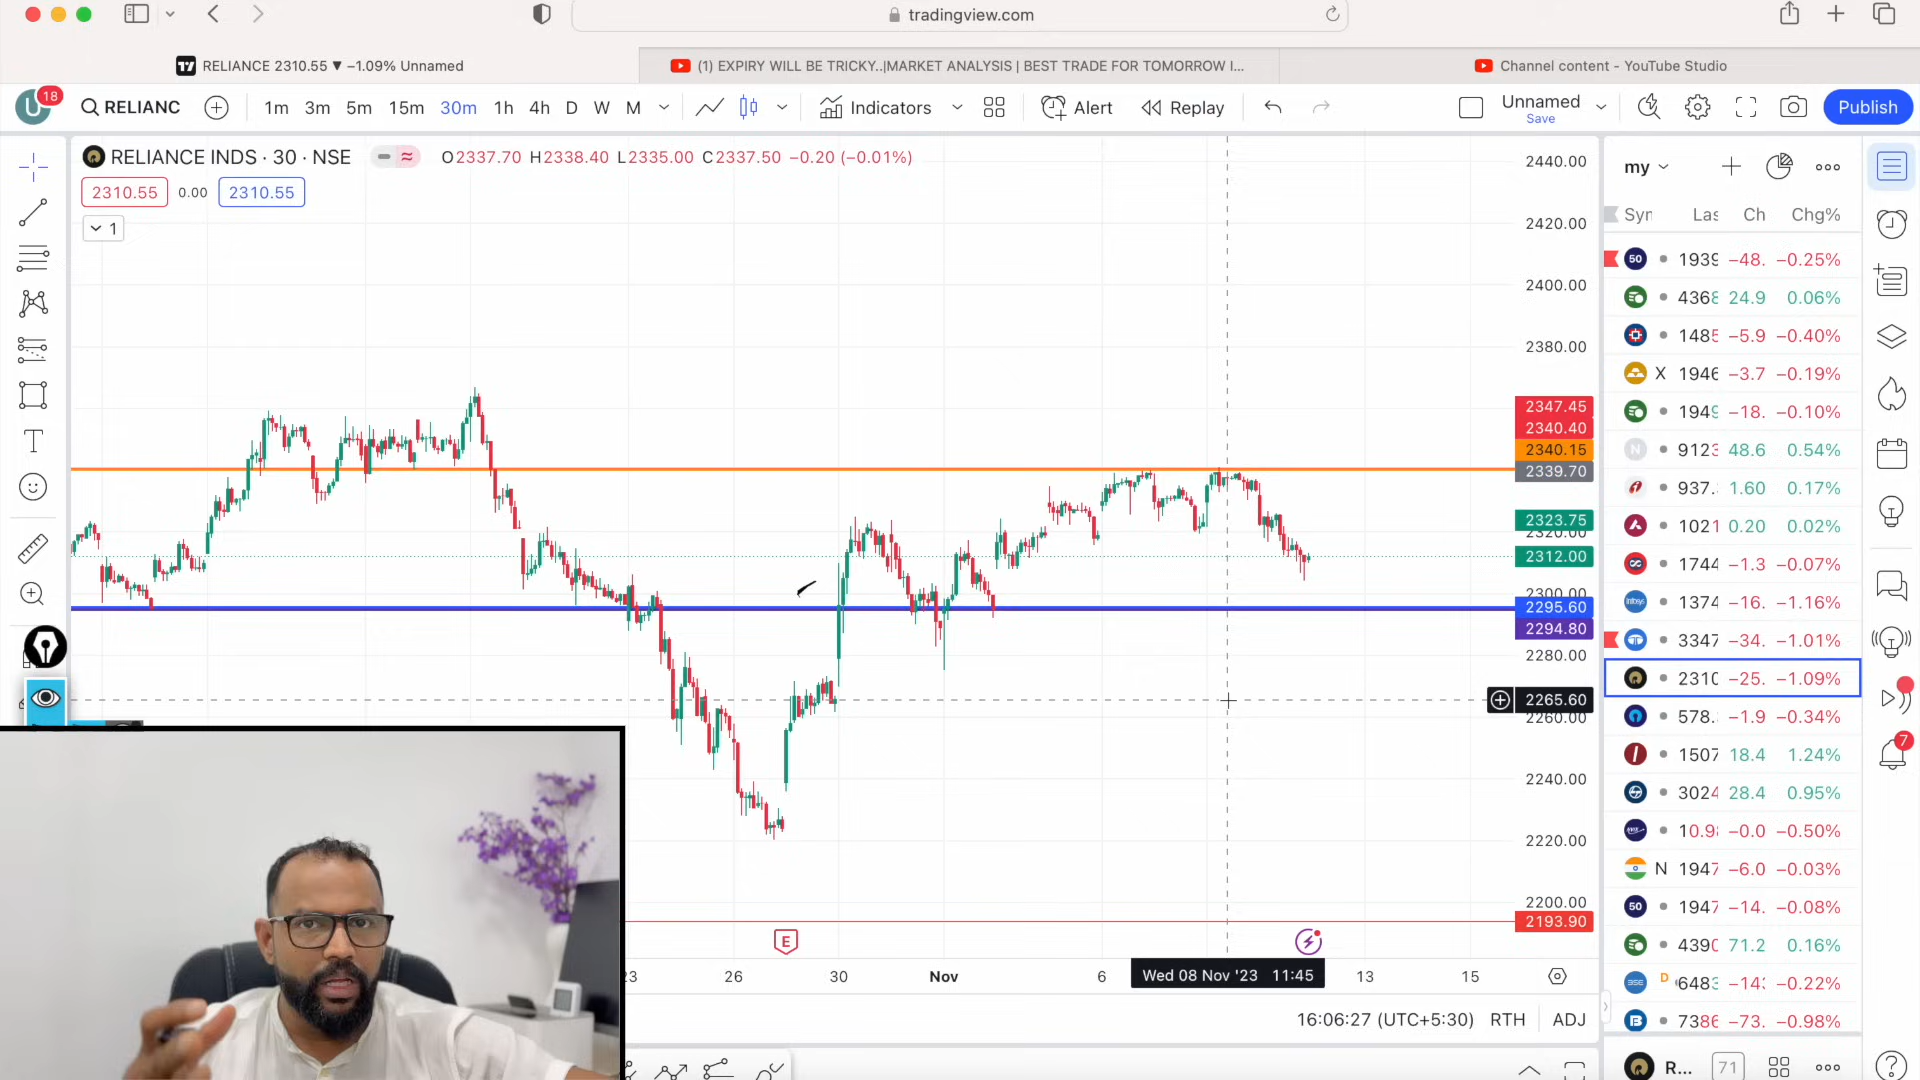 tradingview.com
RELIANCE 2310.55 ▼ −1.09% Unnamed
(1) EXPIRY WILL BE TRICKY..|MARKET ANALYSIS | BEST TRADE FOR TOMORROW I...
Channel content - YouTube Studio
U 18
RELIANC
1m 3m 5m 15m 30m 1h 4h D W M
Indicators
Alert
Replay
Unnamed
Save
Publish
RELIANCE INDS · 30 · NSE
O2337.70 H2338.40 L2335.00 C2337.50 −0.20 (−0.01%)
2310.55 0.00 2310.55
1
2440.00
2420.00
2400.00
2380.00
2347.45
2340.40
2340.15
2339.70
2323.75
2320.00
2312.00
2300.00
2295.60
2294.80
2280.00
2265.60
2260.00
2240.00
2220.00
2200.00
2193.90
E
23 26 30 Nov 6 Wed 08 Nov '23 11:45 13 15
16:06:27 (UTC+5:30) RTH ADJ
my
Syr Las Ch Chg%
50 1939 −48. −0.25%
4368 24.9 0.06%
1485 −5.9 −0.40%
X 1946 −3.7 −0.19%
1949 −18. −0.10%
N 9123 48.6 0.54%
937. 1.60 0.17%
1021 0.20 0.02%
1744 −1.3 −0.07%
1374 −16. −1.16%
3347 −34. −1.01%
2310 −25. −1.09%
578. −1.9 −0.34%
1507 18.4 1.24%
3024 28.4 0.95%
10.9 −0.0 −0.50%
N 1947 −6.0 −0.03%
50 1947 −14. −0.08%
4390 71.2 0.16%
D 6483 −14 −0.22%
7386 −73. −0.98%
R... 71
7